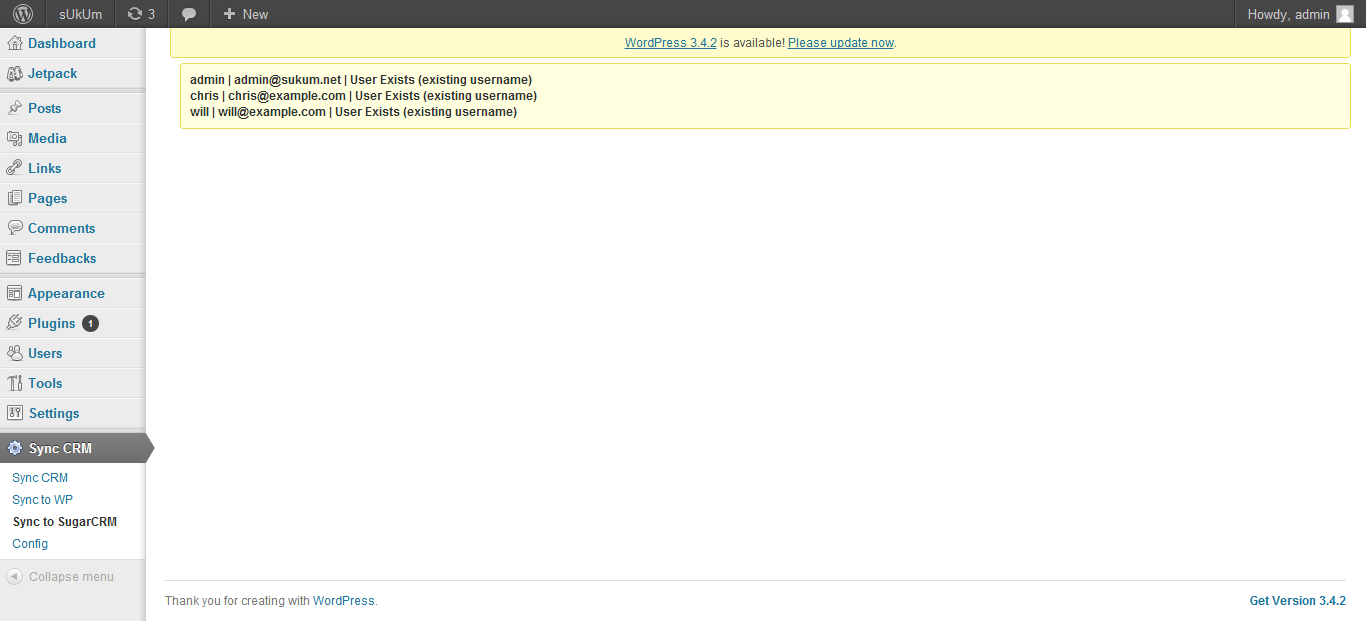 sUkUm 3 New Howdy, admin
WordPress 3.4.2 is available! Please update now.
admin | admin@sukum.net | User Exists (existing username)
chris | chris@example.com | User Exists (existing username)
will | will@example.com | User Exists (existing username)
Dashboard
Jetpack
Posts
Media
Links
Pages
Comments
Feedbacks
Appearance
Plugins 1
Users
Tools
Settings
Sync CRM
Sync CRM
Sync to WP
Sync to SugarCRM
Config
Collapse menu
Thank you for creating with WordPress. Get Version 3.4.2